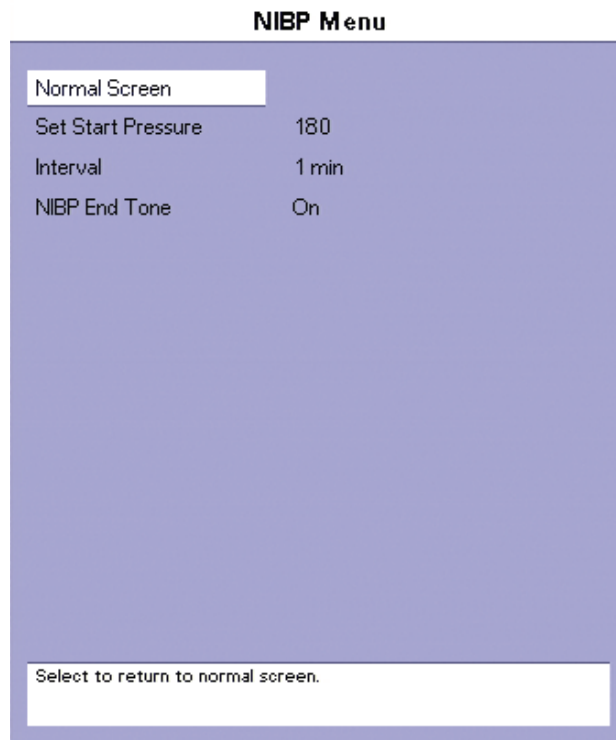 NIBP Menu
Normal Screen
Set Start Pressure 180
Interval 1 min
NIBP End Tone On
Select to return to normal screen.